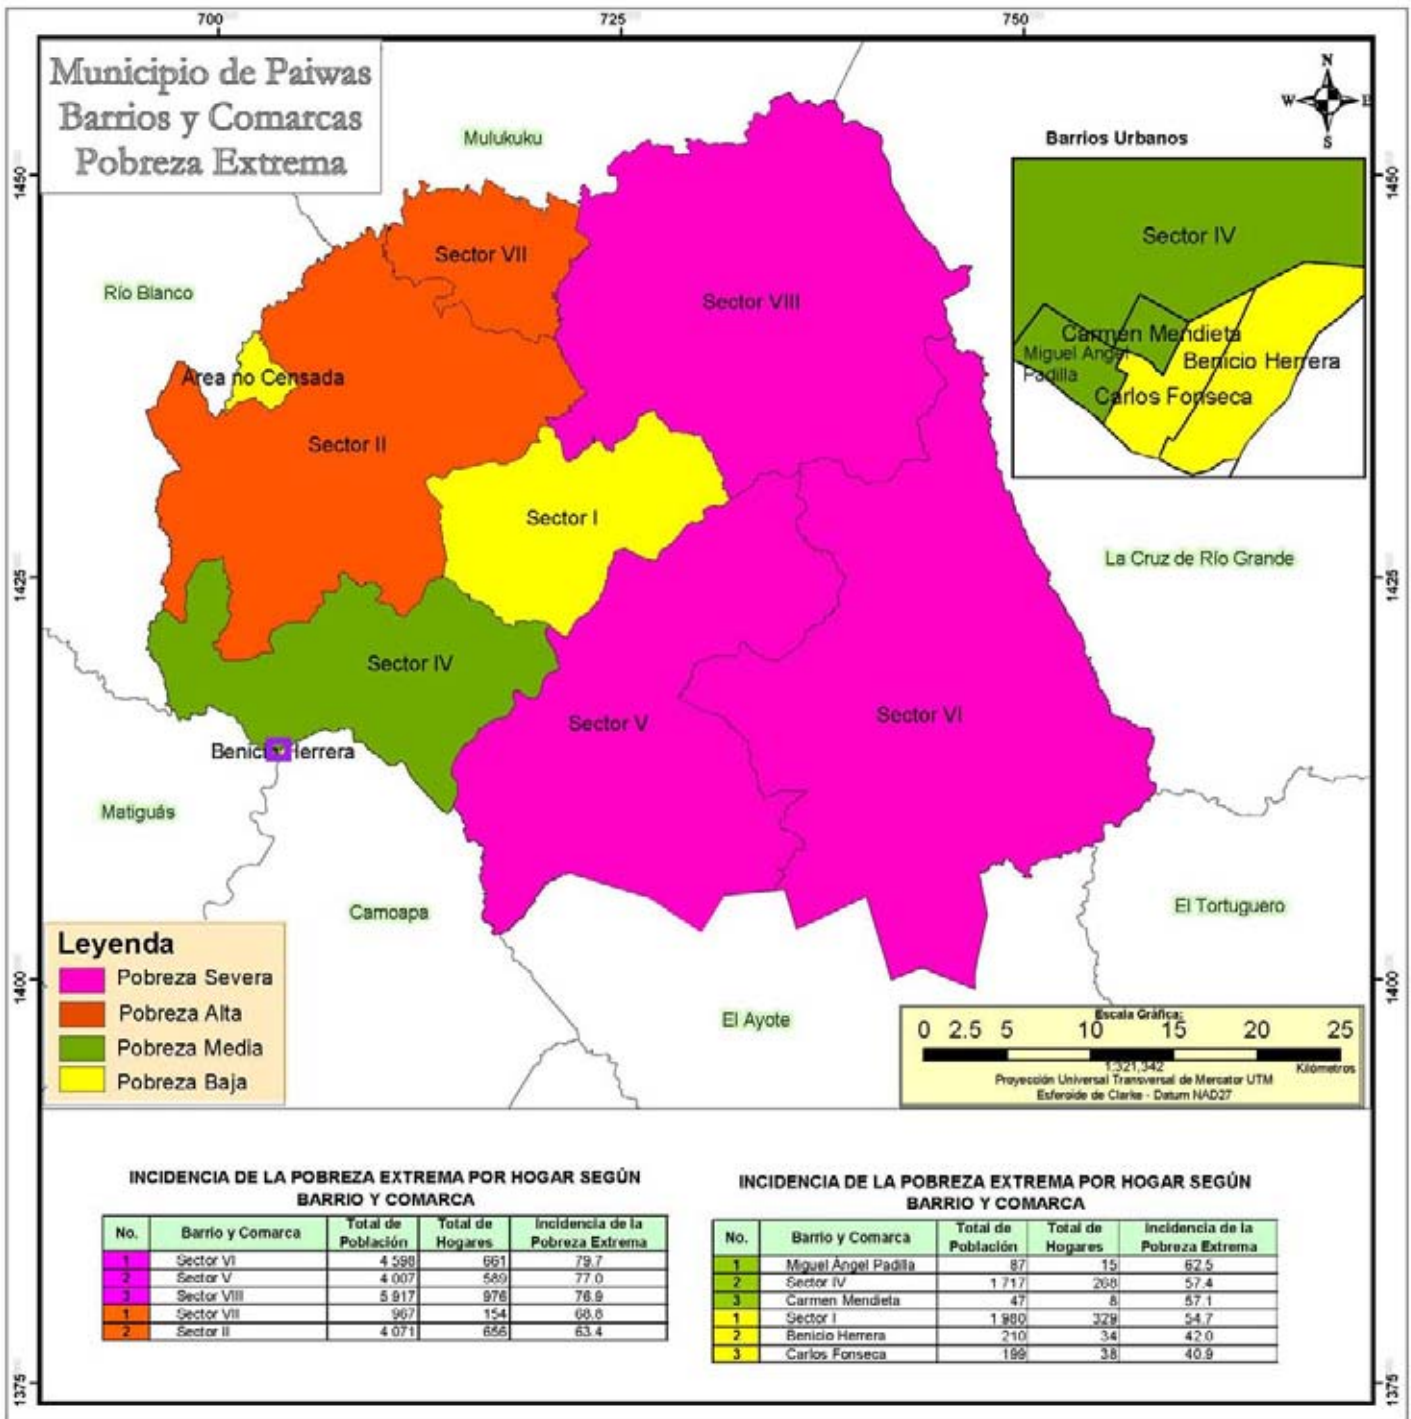 700
725
750
Municipio de Paiwas
Barrios y Comarcas
Pobreza Extrema
N
W
E
S
Mulukuku
Barrios Urbanos
1450
1450
Sector IV
Sector VII
Río Blanco
Sector VIII
Carmen Mendieta
Miguel Angel
Padilla
Benicio Herrera
Carlos Fonseca
Area no Censada
Sector II
Sector I
La Cruz de Río Grande
1425
1425
Sector IV
Sector V
Sector VI
Benicio Herrera
Matiguás
Camoapa
El Tortuguero
Leyenda
Pobreza Severa
Pobreza Alta
Pobreza Media
Pobreza Baja
1400
1400
El Ayote
Escala Gráfica:
0 2.5 5 10 15 20 25
1:321,342
Kilómetros
Proyección Universal Transversal de Mercator UTM
Esferoide de Clarke - Datum NAD27
INCIDENCIA DE LA POBREZA EXTREMA POR HOGAR SEGÚN
BARRIO Y COMARCA
No. Barrio y Comarca Total de Población Total de Hogares Incidencia de la Pobreza Extrema
1 Sector VI 4 598 661 79.7
2 Sector V 4 007 589 77.0
3 Sector VIII 5 917 976 76.9
1 Sector VII 967 154 68.8
2 Sector II 4 071 656 63.4
INCIDENCIA DE LA POBREZA EXTREMA POR HOGAR SEGÚN
BARRIO Y COMARCA
No. Barrio y Comarca Total de Población Total de Hogares Incidencia de la Pobreza Extrema
1 Miguel Ángel Padilla 87 15 62.5
2 Sector IV 1 717 268 57.4
3 Carmen Mendieta 47 8 57.1
1 Sector I 1 980 329 54.7
2 Benicio Herrera 210 34 42.0
3 Carlos Fonseca 199 38 40.9
1375
1375